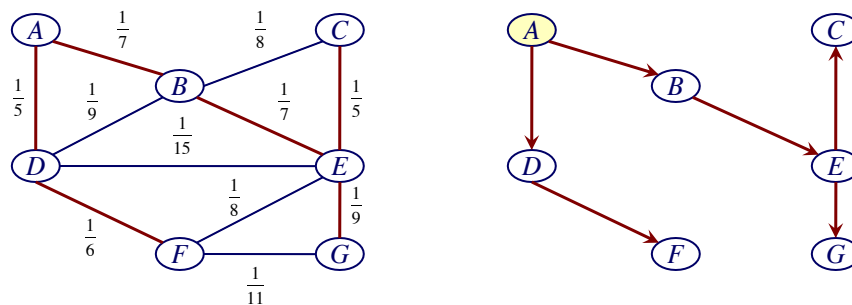 A 1/7 1/8 C
B
1/5 1/9 1/7 1/5
1/15
D E
1/8 1/9
1/6 F G
1/11
A C
B
D E
F G